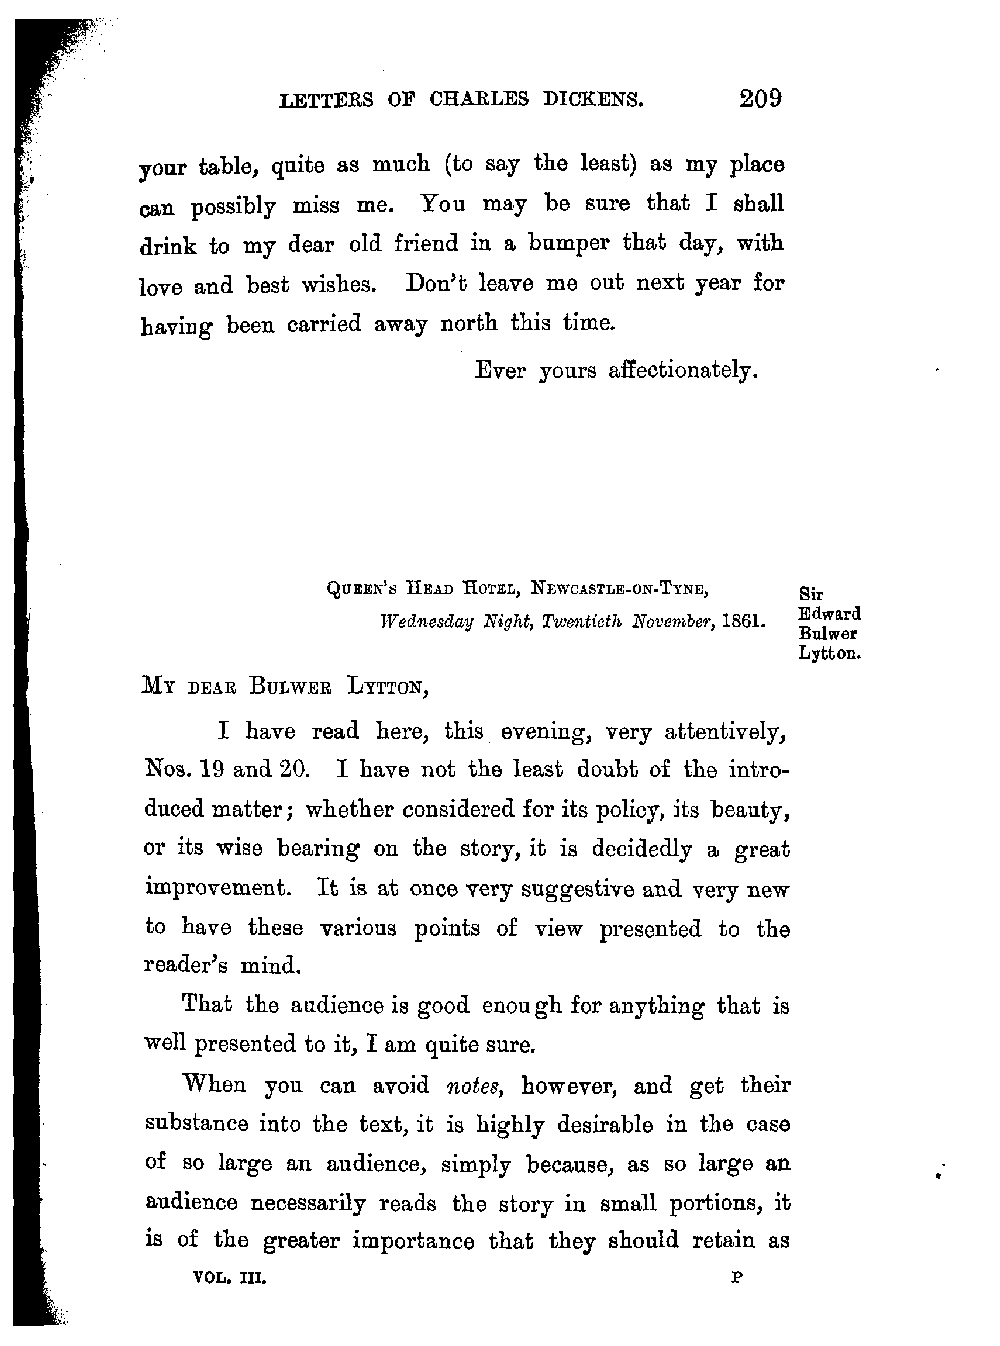 LETTERS OF CHARLES DICKENS. 209
your table, quite as much (to say the least) as my place
can possibly miss me. You may be sure that I shall
drink to my dear old friend in a bumper that day, with
love and best wishes. Don't leave me out next year for
having been carried away north this time.
Ever yours affectionately.
QUEEN'S HEAD HOTEL, NEWCASTLE-ON-TYNE,
Wednesday Night, Twentieth November, 1861.
Sir
Edward
Bulwer
Lytton.
MY DEAR BULWER LYTTON,
I have read here, this evening, very attentively,
Nos. 19 and 20. I have not the least doubt of the intro-
duced matter; whether considered for its policy, its beauty,
or its wise bearing on the story, it is decidedly a great
improvement. It is at once very suggestive and very new
to have these various points of view presented to the
reader's mind.
That the audience is good enough for anything that is
well presented to it, I am quite sure.
When you can avoid notes, however, and get their
substance into the text, it is highly desirable in the case
of so large an audience, simply because, as so large an
audience necessarily reads the story in small portions, it
is of the greater importance that they should retain as
VOL. III. P